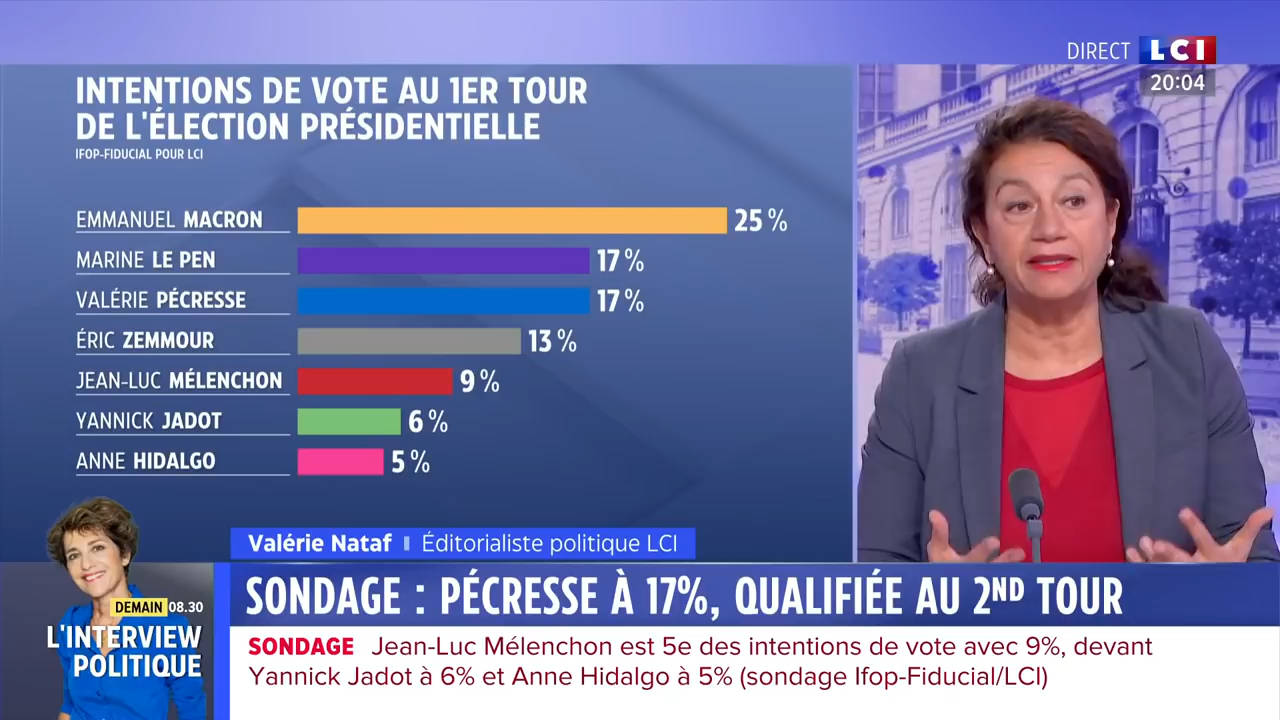 DIRECT LCI
20:04
INTENTIONS DE VOTE AU 1ER TOUR
DE L'ÉLECTION PRÉSIDENTIELLE
IFOP-FIDUCIAL POUR LCI
EMMANUEL MACRON 25 %
MARINE LE PEN 17 %
VALÉRIE PÉCRESSE 17 %
ÉRIC ZEMMOUR 13 %
JEAN-LUC MÉLENCHON 9 %
YANNICK JADOT 6 %
ANNE HIDALGO 5 %
Valérie Nataf Éditorialiste politique LCI
DEMAIN 08.30
L'INTERVIEW
POLITIQUE
SONDAGE : PÉCRESSE À 17%, QUALIFIÉE AU 2ND TOUR
SONDAGE Jean-Luc Mélenchon est 5e des intentions de vote avec 9%, devant
Yannick Jadot à 6% et Anne Hidalgo à 5% (sondage Ifop-Fiducial/LCI)